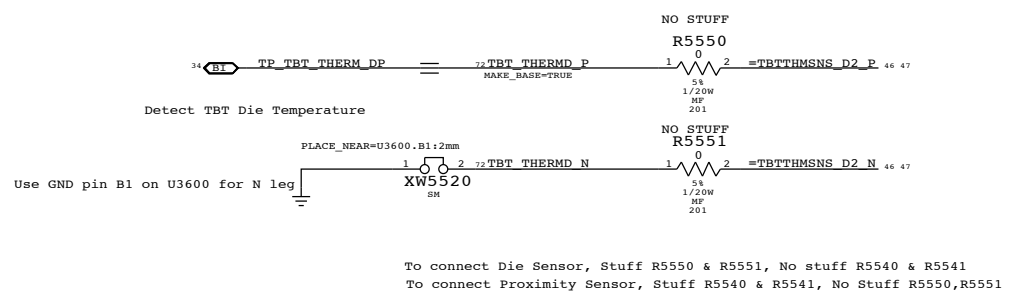 NO STUFF
R5550
0
34 BI TP_TBT_THERM_DP 72 TBT_THERMD_P 1 2 =TBTTHMSNS_D2_P 46 47
MAKE_BASE=TRUE
5%
1/20W
MF
201
Detect TBT Die Temperature
NO STUFF
R5551
PLACE_NEAR=U3600.B1:2mm
0
1 2 72 TBT_THERMD_N 1 2 =TBTTHMSNS_D2_N 46 47
Use GND pin B1 on U3600 for N leg
XW5520
SM
5%
1/20W
MF
201
To connect Die Sensor, Stuff R5550 & R5551, No stuff R5540 & R5541
To connect Proximity Sensor, Stuff R5540 & R5541, No Stuff R5550,R5551